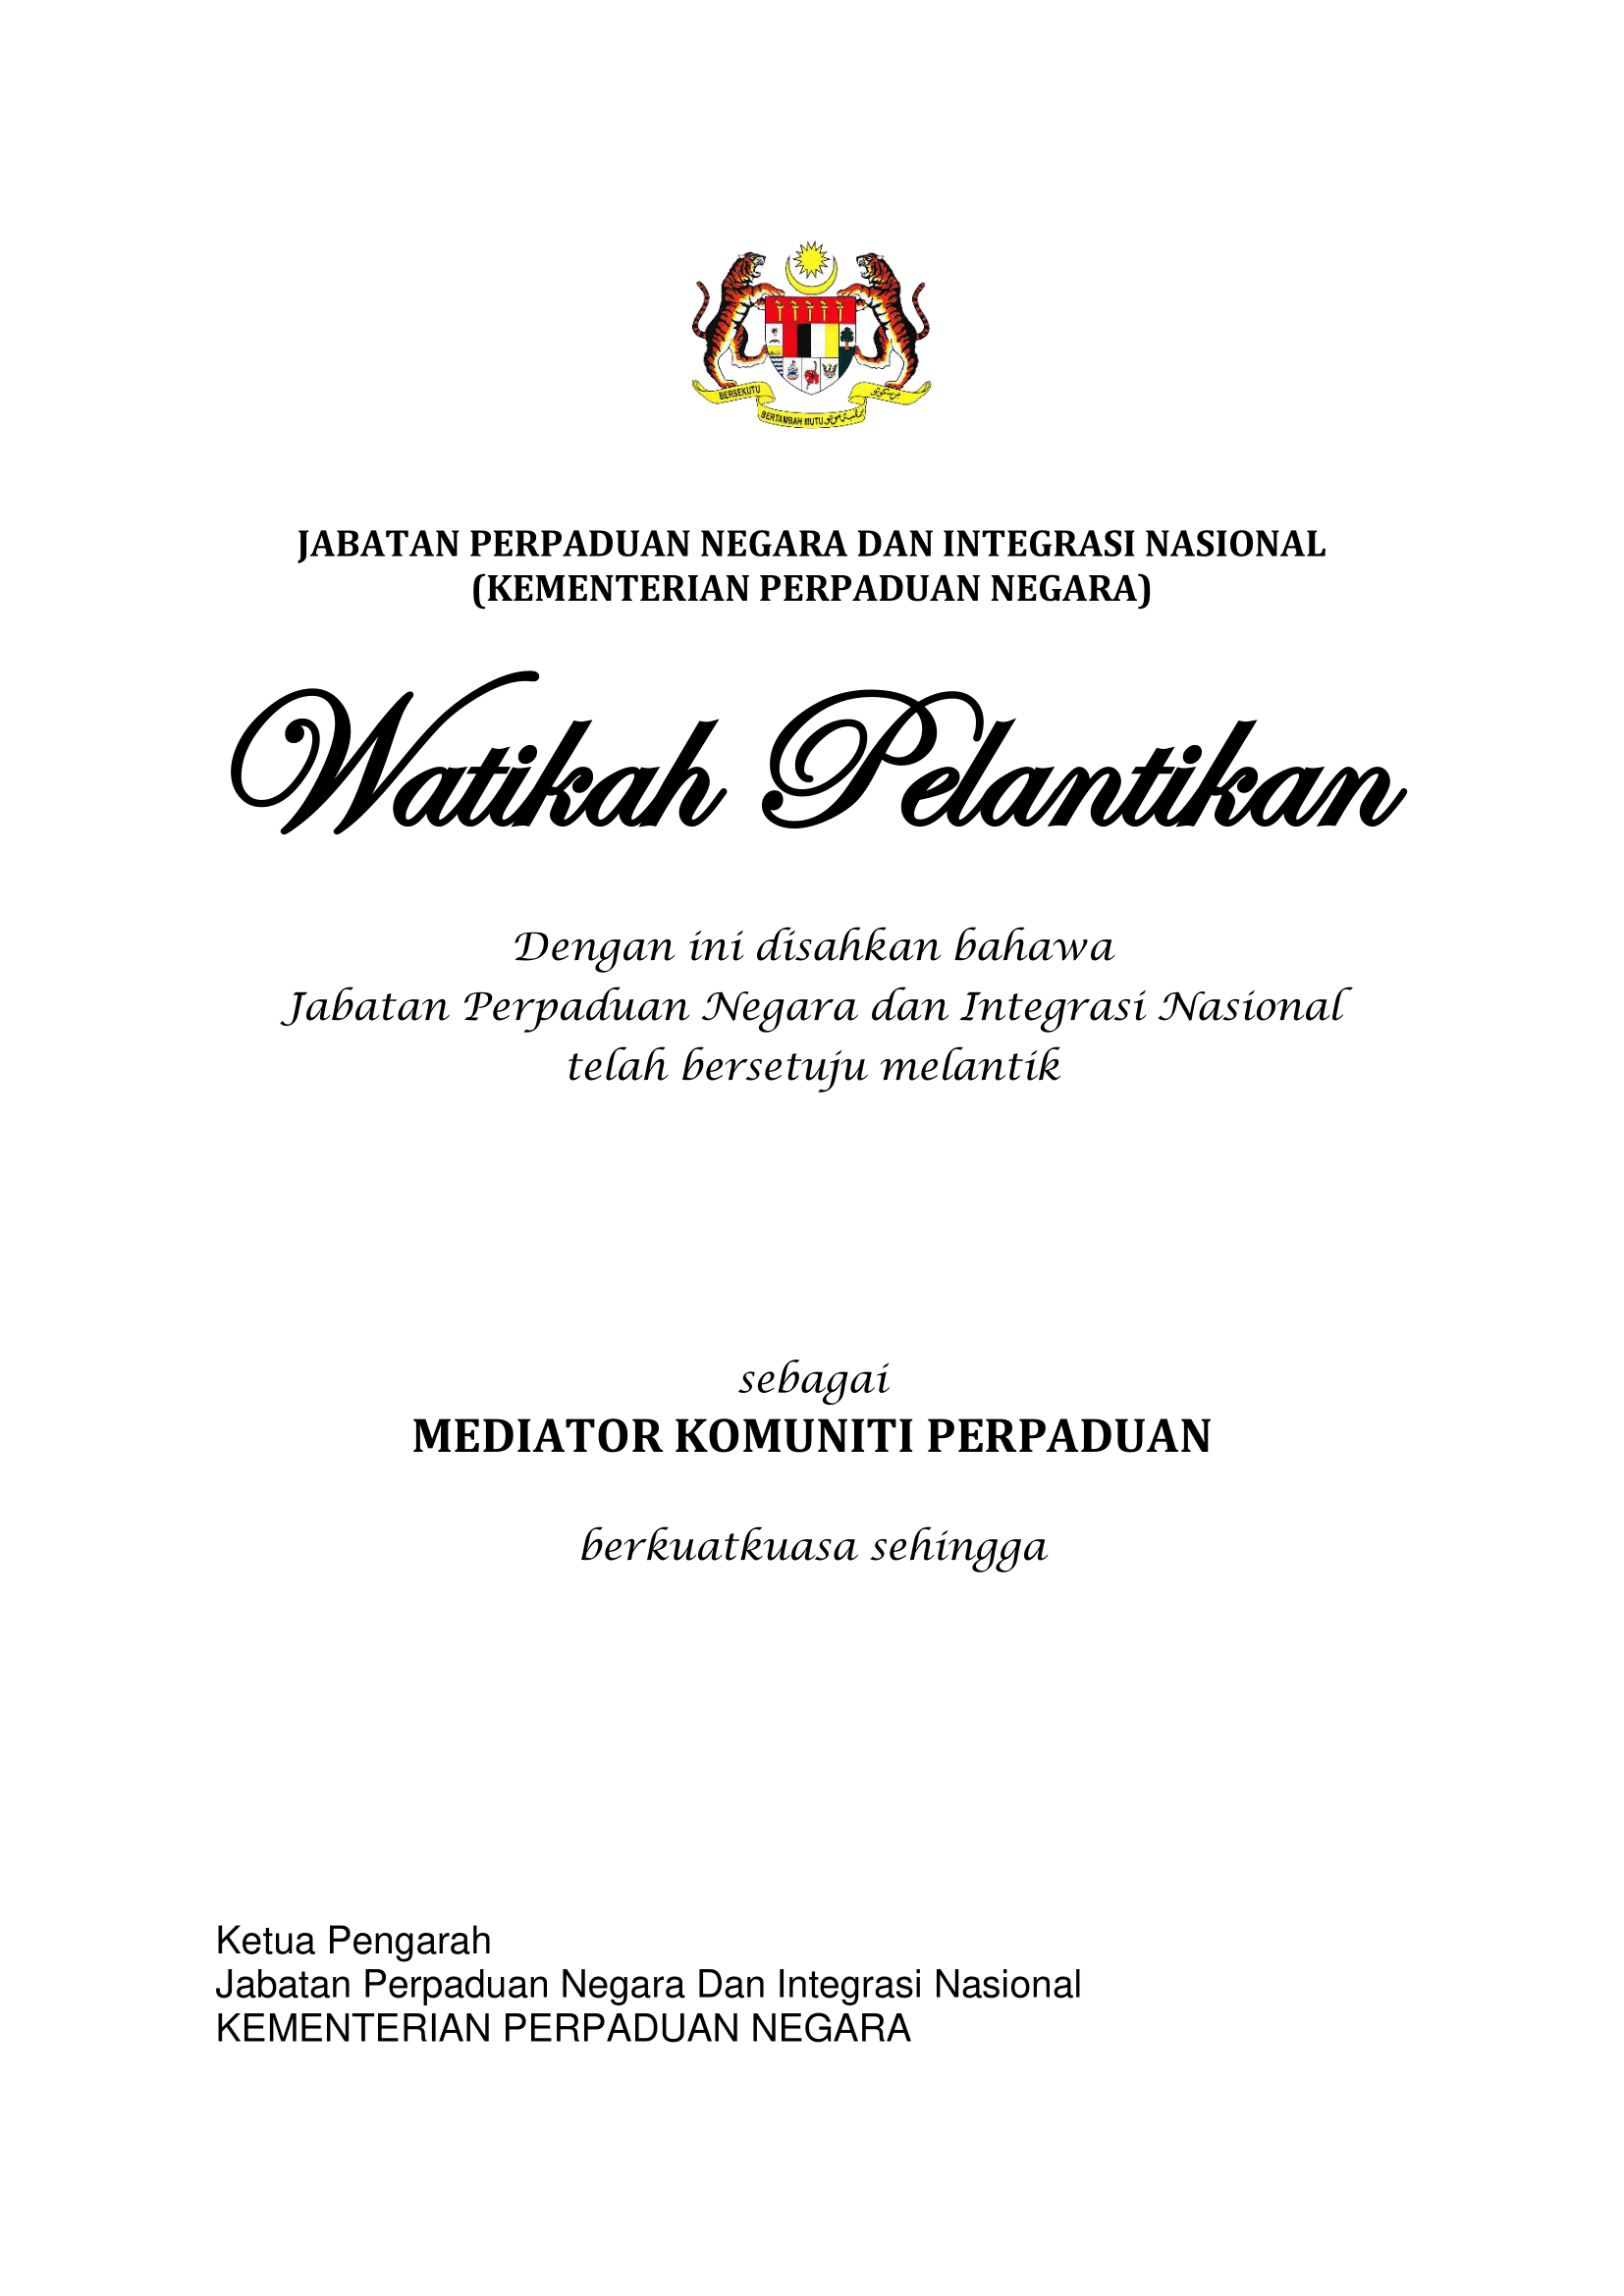 BERSEKUTU
برسكوتو
BERTAMBAH MUTU
JABATAN PERPADUAN NEGARA DAN INTEGRASI NASIONAL
(KEMENTERIAN PERPADUAN NEGARA)
Watikah Pelantikan
Dengan ini disahkan bahawa
Jabatan Perpaduan Negara dan Integrasi Nasional
telah bersetuju melantik
sebagai
MEDIATOR KOMUNITI PERPADUAN
berkuatkuasa sehingga
Ketua Pengarah
Jabatan Perpaduan Negara Dan Integrasi Nasional
KEMENTERIAN PERPADUAN NEGARA